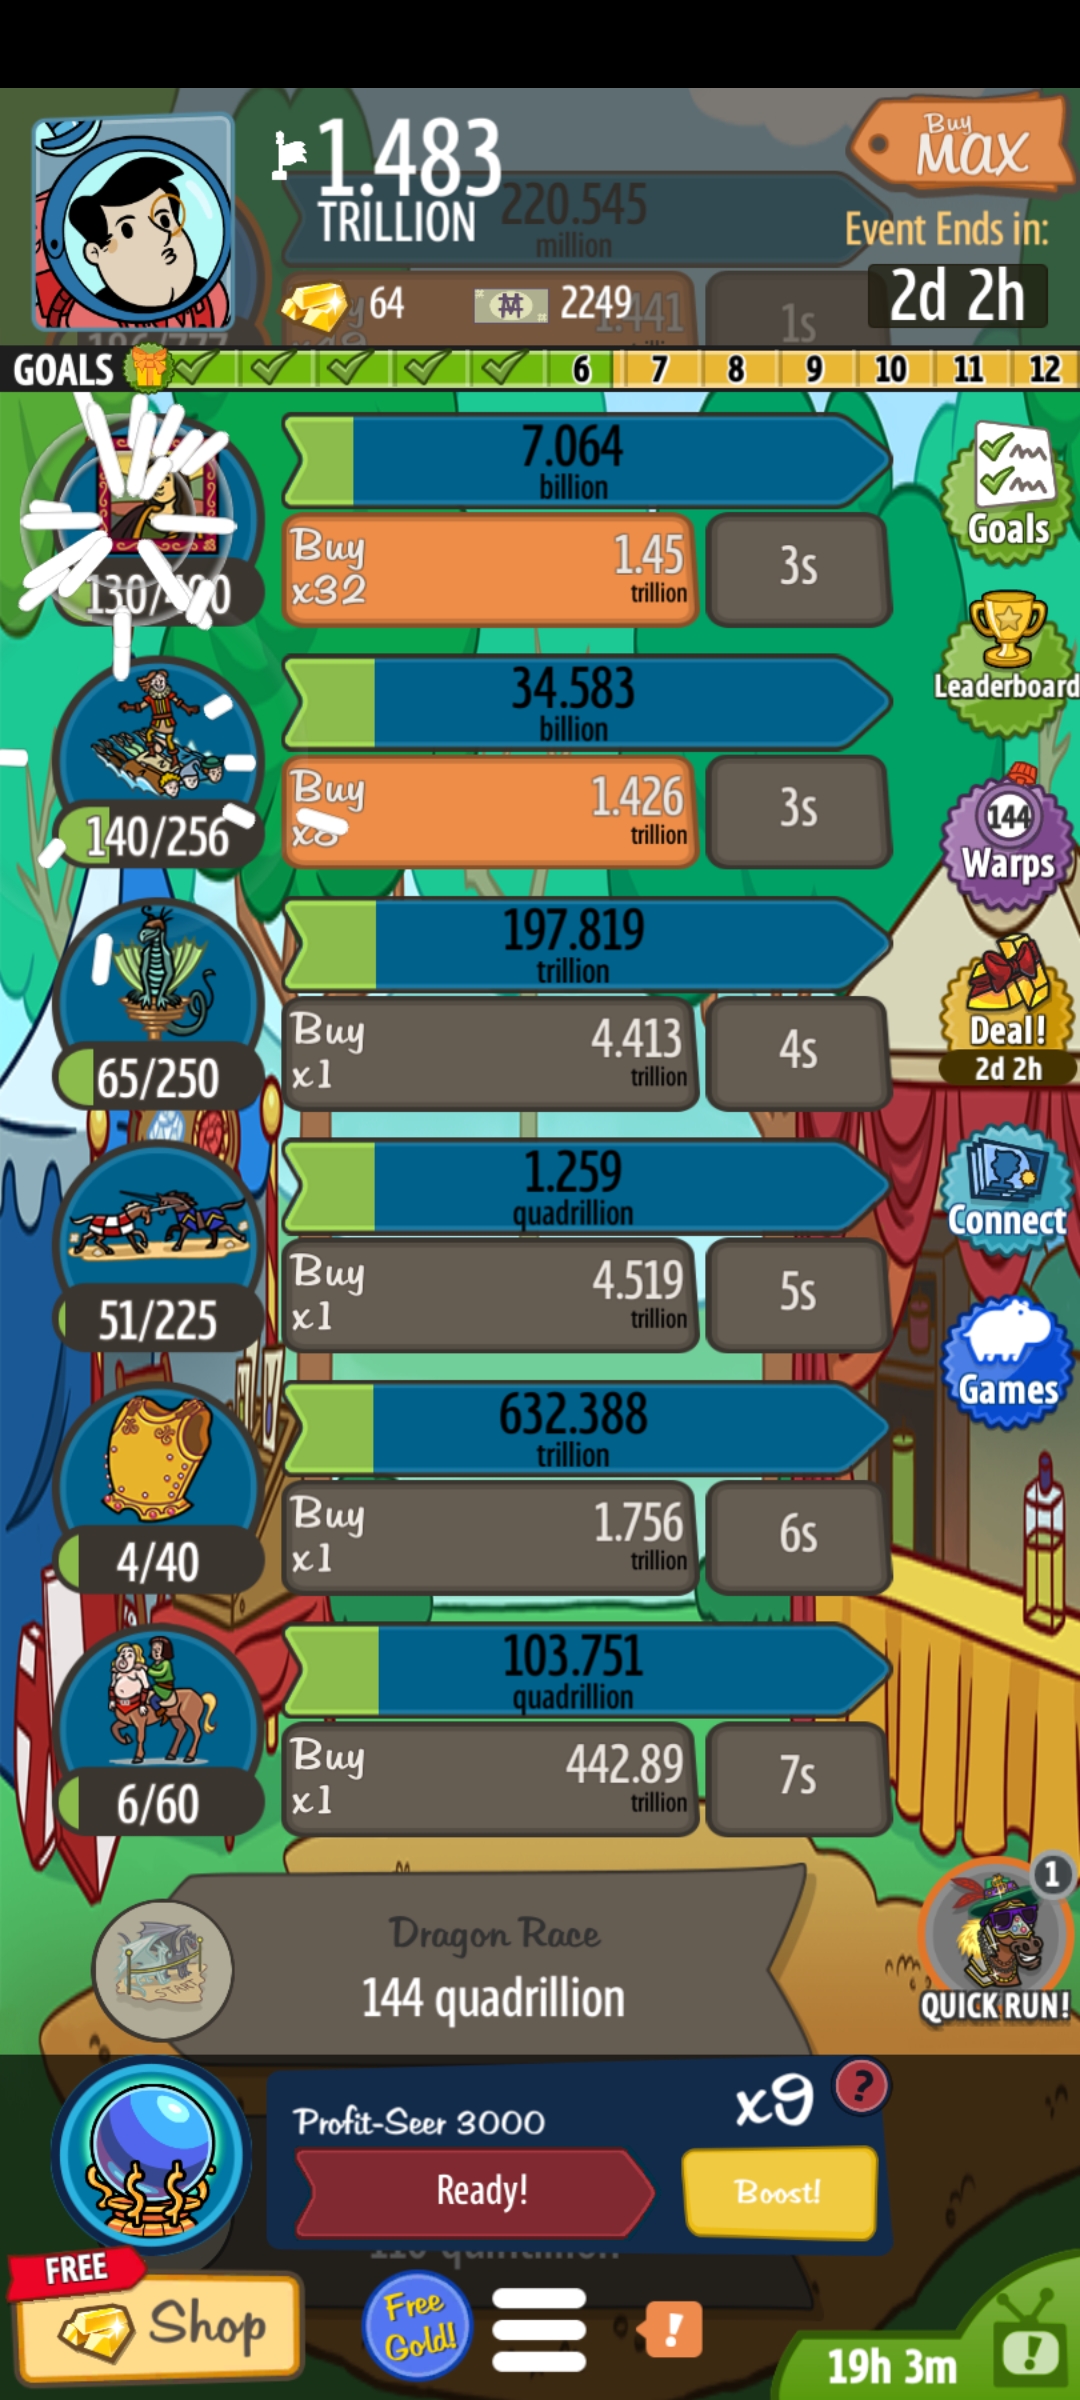 1.483
TRILLION
Buy
MAX
220.545
million
Event Ends in:
2d 2h
64
2249
1s
GOALS
6
7
8
9
10
11
12
7.064
billion
Buy
x32
1.45
trillion
3s
Goals
34.583
billion
140/256
Buy
x8
1.426
trillion
3s
Leaderboard
144
Warps
197.819
trillion
65/250
Buy
x1
4.413
trillion
4s
Deal!
2d 2h
1.259
quadrillion
51/225
Buy
x1
4.519
trillion
5s
Connect
Games
632.388
trillion
4/40
Buy
x1
1.756
trillion
6s
103.751
quadrillion
6/60
Buy
x1
442.89
trillion
7s
START
Dragon Race
144 quadrillion
1
QUICK RUN!
Profit-Seer 3000
x9
?
Ready!
Boost!
FREE
Shop
Free
Gold!
!
19h 3m
!